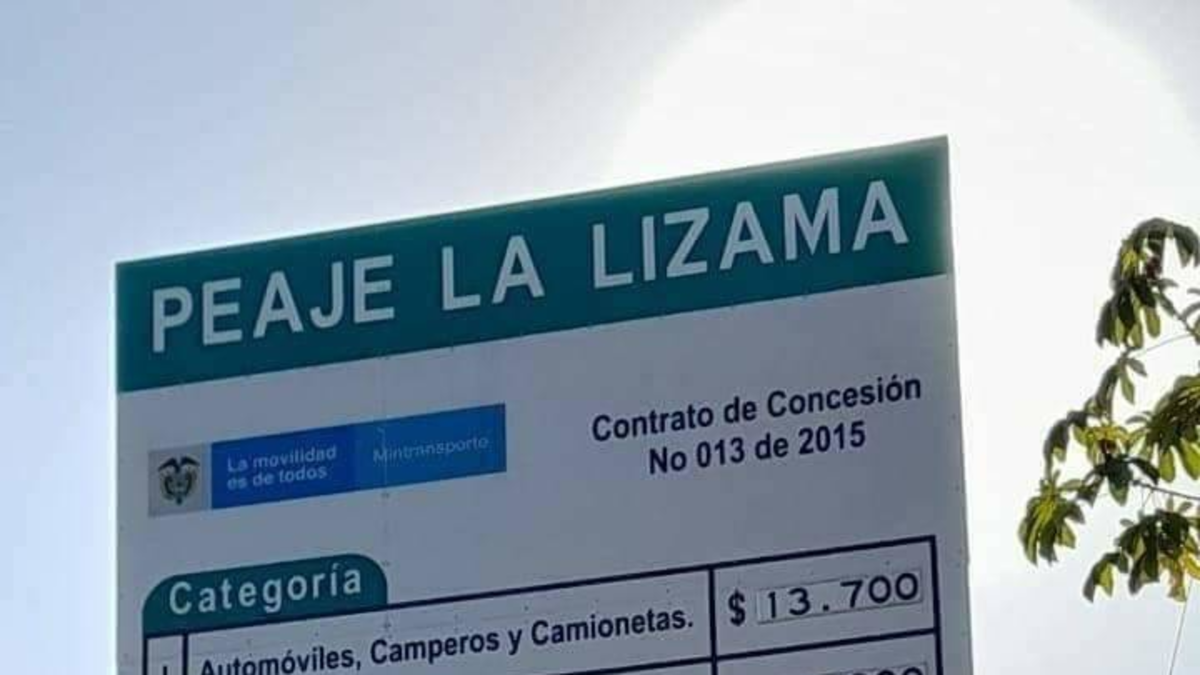 PEAJE LA LIZAMA
La movilidad
es de todos
Mintransporte
Contrato de Concesión
No 013 de 2015
Categoría
I Automóviles, Camperos y Camionetas. $ 13.700